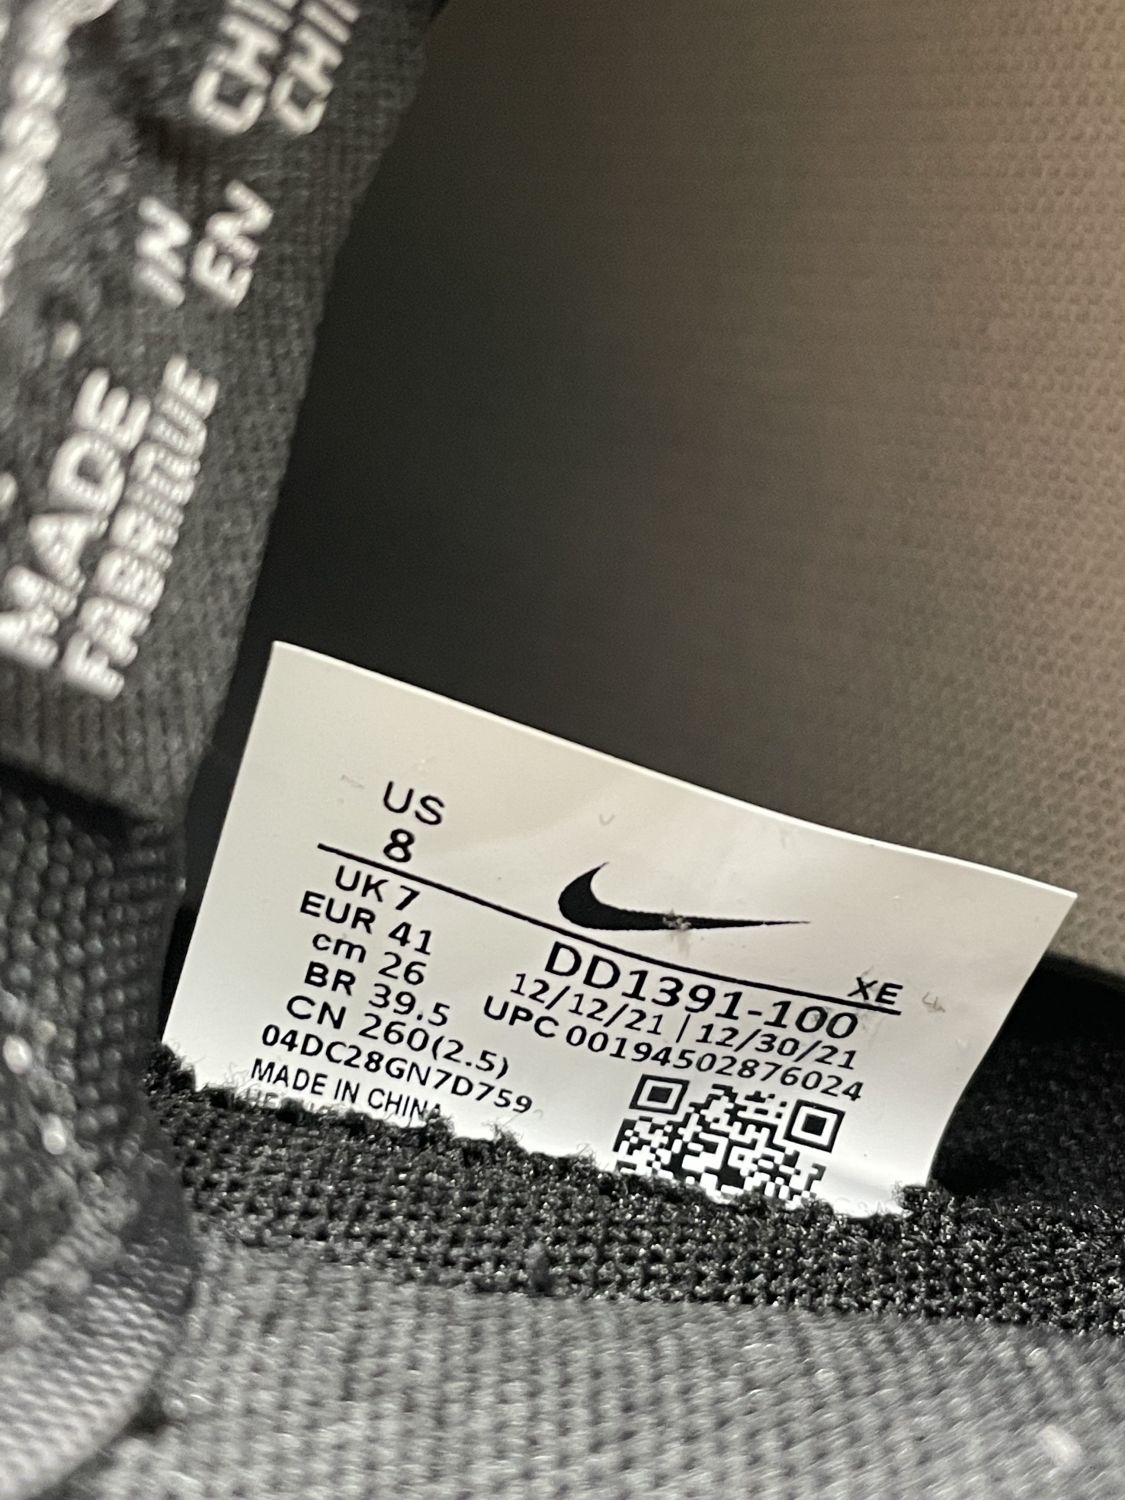 MADE IN CHIN
FABRIQUE EN CHI
US
8
UK 7
EUR 41
cm 26
BR 39.5
CN 260(2.5)
04DC28GN7D759
MADE IN CHINA
XE
DD1391-100
12/12/21 | 12/30/21
UPC 00194502876024